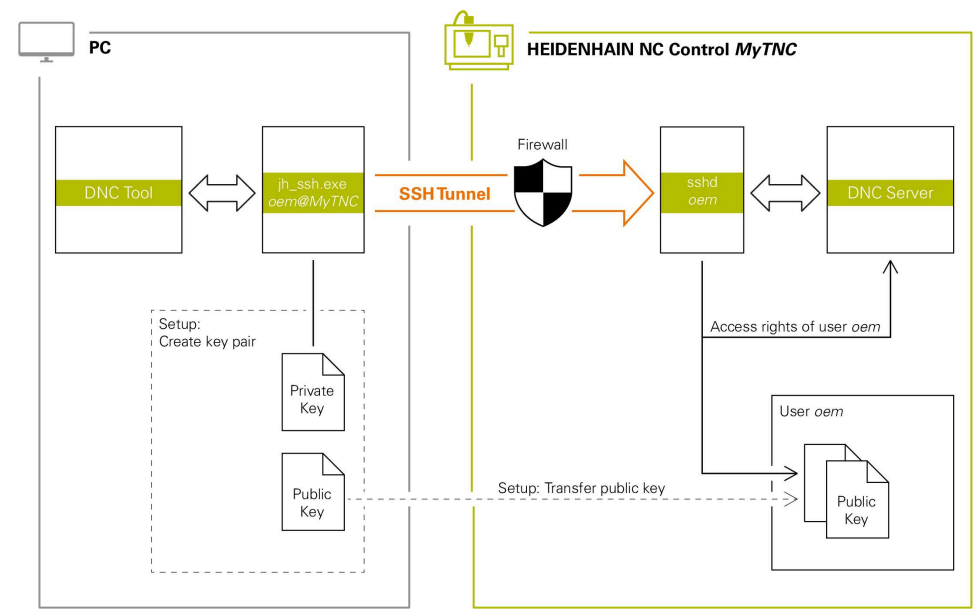 PC
HEIDENHAIN NC Control MyTNC
Firewall
DNC Tool
jh_ssh.exe
oem@MyTNC
SSH Tunnel
sshd
oem
DNC Server
Setup:
Create key pair
Access rights of user oem
Private
Key
User oem
Public
Key
Setup: Transfer public key
Public
Key